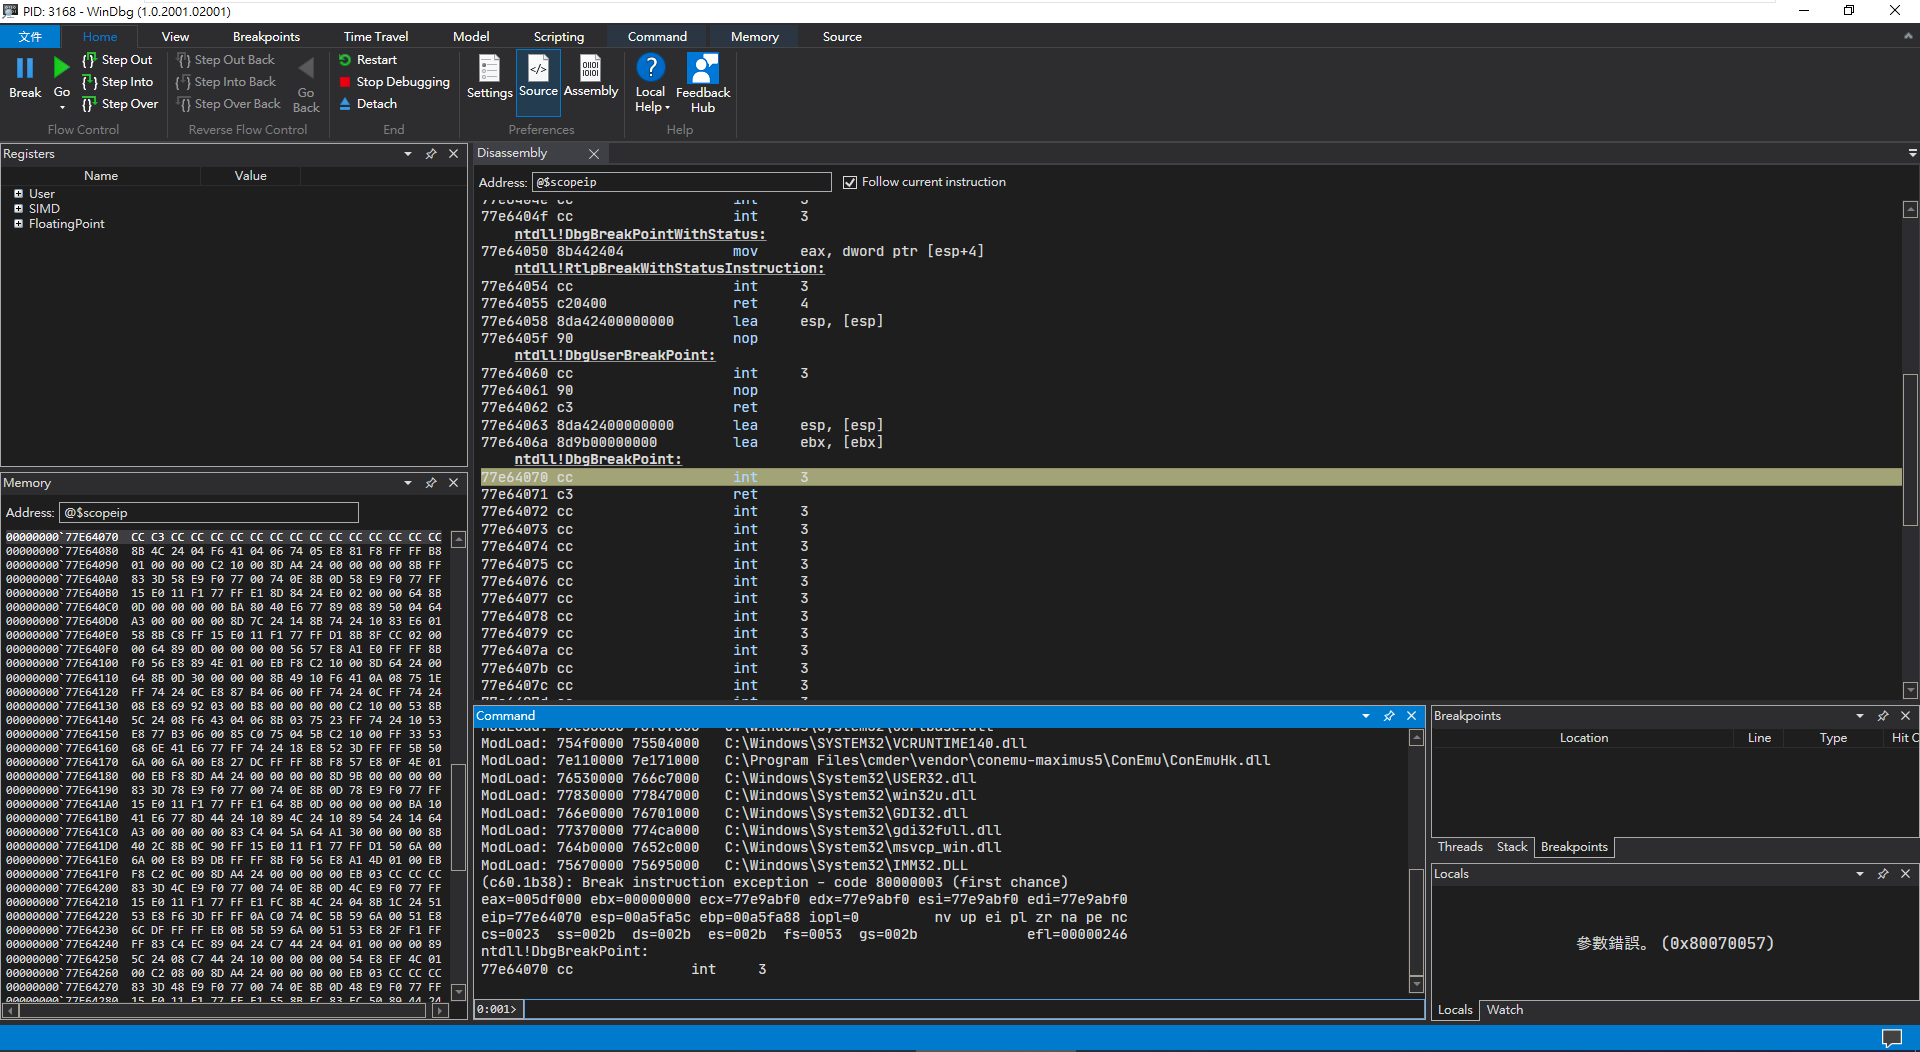 PID: 3168 - WinDbg (1.0.2001.02001)
文件 Home View Breakpoints Time Travel Model Scripting Command Memory Source
Break
Go
Step Out
Step Into
Step Over
Flow Control
Step Out Back
Step Into Back
Step Over Back
Go Back
Reverse Flow Control
Restart
Stop Debugging
Detach
End
Settings
Source
Assembly
Preferences
Local Help
Feedback Hub
Help
Registers
Name Value
User
SIMD
FloatingPoint
Memory
Address: @$scopeip
00000000`77E64070 CC C3 CC CC CC CC CC CC CC CC CC CC CC CC CC CC
00000000`77E64080 8B 4C 24 04 F6 41 04 06 74 05 E8 81 F8 FF FF B8
00000000`77E64090 01 00 00 00 C2 10 00 8D A4 24 00 00 00 00 8B FF
00000000`77E640A0 83 3D 58 E9 F0 77 00 74 0E 8B 0D 58 E9 F0 77 FF
00000000`77E640B0 15 E0 11 F1 77 FF E1 8D 84 24 E0 02 00 00 64 8B
00000000`77E640C0 0D 00 00 00 00 BA 80 40 E6 77 89 08 89 50 04 64
00000000`77E640D0 A3 00 00 00 00 8D 7C 24 14 8B 74 24 10 83 E6 01
00000000`77E640E0 58 8B C8 FF 15 E0 11 F1 77 FF D1 8B 8F CC 02 00
00000000`77E640F0 00 64 89 0D 00 00 00 00 56 57 E8 A1 E0 FF FF 8B
00000000`77E64100 F0 56 E8 89 4E 01 00 EB F8 C2 10 00 8D 64 24 00
00000000`77E64110 64 8B 0D 30 00 00 00 8B 49 10 F6 41 0A 08 75 1E
00000000`77E64120 FF 74 24 0C E8 87 B4 06 00 FF 74 24 0C FF 74 24
00000000`77E64130 08 E8 69 92 03 00 B8 00 00 00 00 C2 10 00 53 8B
00000000`77E64140 5C 24 08 F6 43 04 06 8B 03 75 23 FF 74 24 10 53
00000000`77E64150 E8 77 B3 06 00 85 C0 75 04 5B C2 10 00 FF 33 53
00000000`77E64160 68 6E 41 E6 77 FF 74 24 18 E8 52 3D FF FF 5B 50
00000000`77E64170 6A 00 6A 00 E8 27 DC FF FF 8B F8 57 E8 0F 4E 01
00000000`77E64180 00 EB F8 8D A4 24 00 00 00 00 8D 9B 00 00 00 00
00000000`77E64190 83 3D 78 E9 F0 77 00 74 0E 8B 0D 78 E9 F0 77 FF
00000000`77E641A0 15 E0 11 F1 77 FF E1 64 8B 0D 00 00 00 00 BA 10
00000000`77E641B0 41 E6 77 8D 44 24 10 89 4C 24 10 89 54 24 14 64
00000000`77E641C0 A3 00 00 00 00 83 C4 04 5A 64 A1 30 00 00 00 8B
00000000`77E641D0 40 2C 8B 0C 90 FF 15 E0 11 F1 77 FF D1 50 6A 00
00000000`77E641E0 6A 00 E8 B9 DB FF FF 8B F0 56 E8 A1 4D 01 00 EB
00000000`77E641F0 F8 C2 0C 00 8D A4 24 00 00 00 00 EB 03 CC CC CC
00000000`77E64200 83 3D 4C E9 F0 77 00 74 0E 8B 0D 4C E9 F0 77 FF
00000000`77E64210 15 E0 11 F1 77 FF E1 FC 8B 4C 24 04 8B 1C 24 51
00000000`77E64220 53 E8 F6 3D FF FF 0A C0 74 0C 5B 59 6A 00 51 E8
00000000`77E64230 6C DF FF FF EB 0B 5B 59 6A 00 51 53 E8 2F F1 FF
00000000`77E64240 FF 83 C4 EC 89 04 24 C7 44 24 04 01 00 00 00 89
00000000`77E64250 5C 24 08 C7 44 24 10 00 00 00 00 54 E8 EF 4C 01
00000000`77E64260 00 C2 08 00 8D A4 24 00 00 00 00 EB 03 CC CC CC
00000000`77E64270 83 3D 48 E9 F0 77 00 74 0E 8B 0D 48 E9 F0 77 FF
00000000`77E64280 15 E0 11 F1 77 FF E1 55 8B EC 83 EC 50 89 44 24
Disassembly
Address: @$scopeip Follow current instruction
77e6404e cc int 3
77e6404f cc int 3
ntdll!DbgBreakPointWithStatus:
77e64050 8b442404 mov eax, dword ptr [esp+4]
ntdll!RtlpBreakWithStatusInstruction:
77e64054 cc int 3
77e64055 c20400 ret 4
77e64058 8da42400000000 lea esp, [esp]
77e6405f 90 nop
ntdll!DbgUserBreakPoint:
77e64060 cc int 3
77e64061 90 nop
77e64062 c3 ret
77e64063 8da42400000000 lea esp, [esp]
77e6406a 8d9b00000000 lea ebx, [ebx]
ntdll!DbgBreakPoint:
77e64070 cc int 3
77e64071 c3 ret
77e64072 cc int 3
77e64073 cc int 3
77e64074 cc int 3
77e64075 cc int 3
77e64076 cc int 3
77e64077 cc int 3
77e64078 cc int 3
77e64079 cc int 3
77e6407a cc int 3
77e6407b cc int 3
77e6407c cc int 3
Command
ModLoad: 754f0000 75504000 C:\Windows\SYSTEM32\VCRUNTIME140.dll
ModLoad: 7e110000 7e171000 C:\Program Files\cmder\vendor\conemu-maximus5\ConEmu\ConEmuHk.dll
ModLoad: 76530000 766c7000 C:\Windows\System32\USER32.dll
ModLoad: 77830000 77847000 C:\Windows\System32\win32u.dll
ModLoad: 766e0000 76701000 C:\Windows\System32\GDI32.dll
ModLoad: 77370000 774ca000 C:\Windows\System32\gdi32full.dll
ModLoad: 764b0000 7652c000 C:\Windows\System32\msvcp_win.dll
ModLoad: 75670000 75695000 C:\Windows\System32\IMM32.DLL
(c60.1b38): Break instruction exception - code 80000003 (first chance)
eax=005df000 ebx=00000000 ecx=77e9abf0 edx=77e9abf0 esi=77e9abf0 edi=77e9abf0
eip=77e64070 esp=00a5fa5c ebp=00a5fa88 iopl=0 nv up ei pl zr na pe nc
cs=0023 ss=002b ds=002b es=002b fs=0053 gs=002b efl=00000246
ntdll!DbgBreakPoint:
77e64070 cc int 3
0:001>
Breakpoints
Location Line Type Hit C
Threads Stack Breakpoints
Locals
參數錯誤。 (0x80070057)
Locals Watch